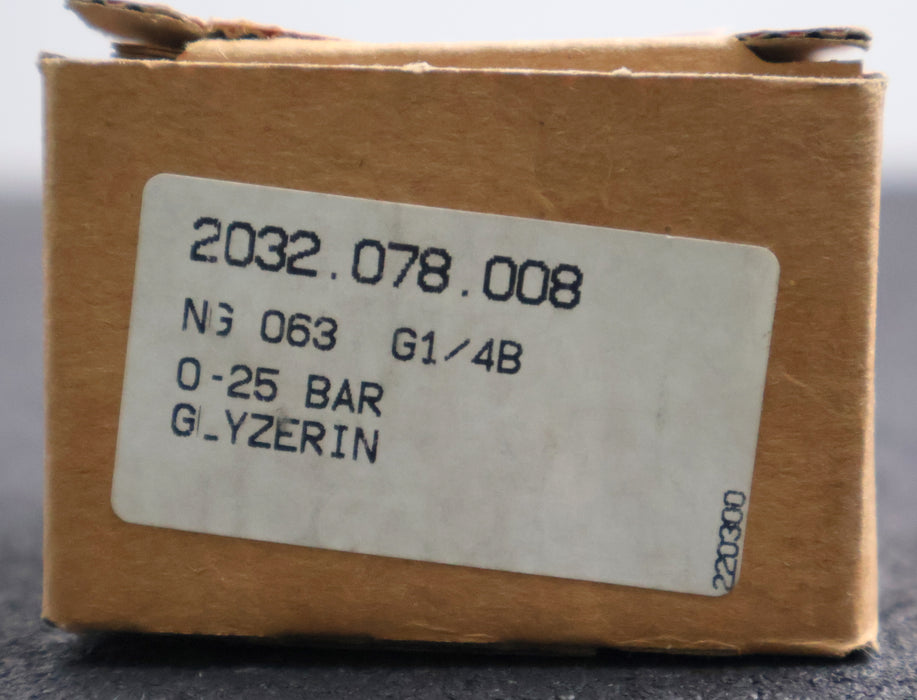 2032.078.008
NG 063 G1/4B
0-25 BAR
GLYZERIN
220300